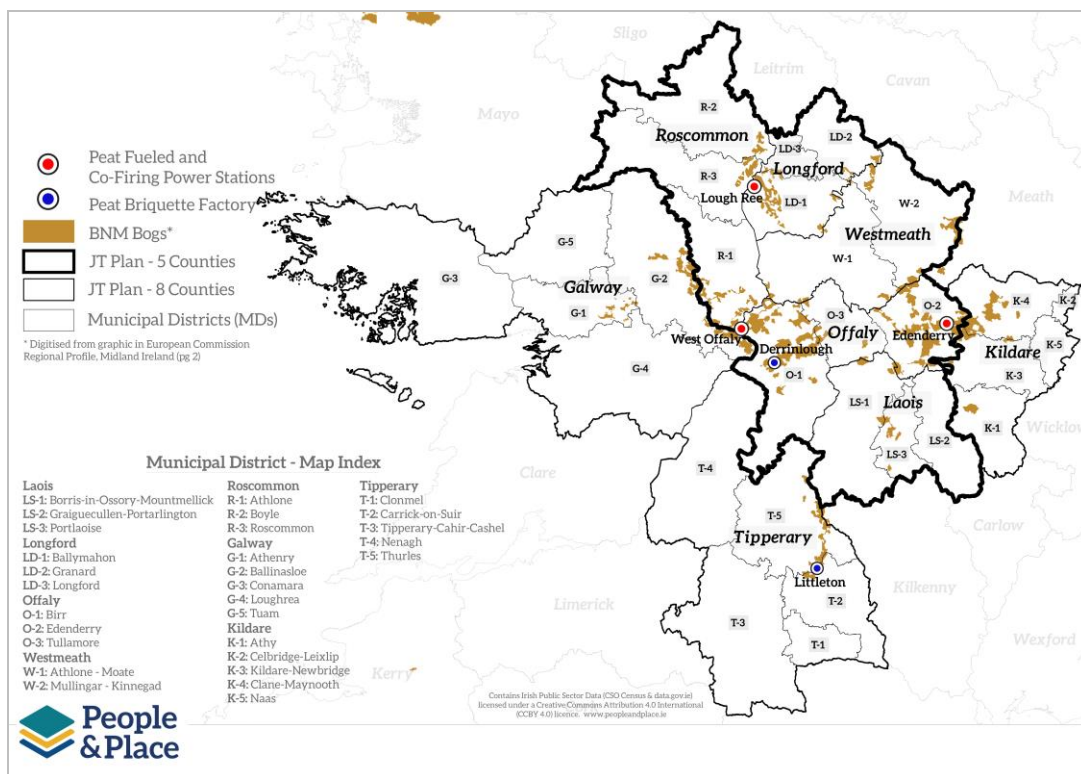 Sligo
Leitrim
Cavan
Mayo
Meath
Clare
Limerick
Kerry
Kilkenny
Carlow
Wicklow
Wexford
Peat Fueled and
Co-Firing Power Stations
Peat Briquette Factory
BNM Bogs*
JT Plan - 5 Counties
JT Plan - 8 Counties
Municipal Districts (MDs)
* Digitised from graphic in European Commission
Regional Profile, Midland Ireland (pg 2)
R-2
Roscommon
R-3
Lough Ree
R-1
LD-2
LD-3
Longford
LD-1
W-2
Westmeath
W-1
G-5
G-3
Galway
G-2
G-1
G-4
West Offaly
Derrinlough
O-3
Offaly
O-2
Edenderry
O-1
K-4
K-2
Kildare
K-5
K-3
K-1
LS-1
Laois
LS-2
LS-3
T-4
T-5
Tipperary
Littleton
T-2
T-3
T-1
Municipal District - Map Index
Laois
LS-1: Borris-in-Ossory-Mountmellick
LS-2: Graiguecullen-Portarlington
LS-3: Portlaoise
Longford
LD-1: Ballymahon
LD-2: Granard
LD-3: Longford
Offaly
O-1: Birr
O-2: Edenderry
O-3: Tullamore
Westmeath
W-1: Athlone - Moate
W-2: Mullingar - Kinnegad
Roscommon
R-1: Athlone
R-2: Boyle
R-3: Roscommon
Galway
G-1: Athenry
G-2: Ballinasloe
G-3: Conamara
G-4: Loughrea
G-5: Tuam
Kildare
K-1: Athy
K-2: Celbridge-Leixlip
K-3: Kildare-Newbridge
K-4: Clane-Maynooth
K-5: Naas
Tipperary
T-1: Clonmel
T-2: Carrick-on-Suir
T-3: Tipperary-Cahir-Cashel
T-4: Nenagh
T-5: Thurles
Contains Irish Public Sector Data (CSO Census & data.gov.ie)
licensed under a Creative Commons Attribution 4.0 International
(CCBY 4.0) licence. www.peopleandplace.ie
People
& Place